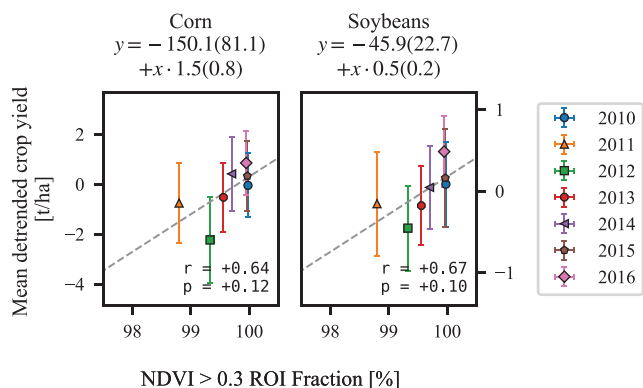 Corn
y = − 150.1(81.1)
+x · 1.5(0.8)
Soybeans
y = − 45.9(22.7)
+x · 0.5(0.2)
Mean detrended crop yield
[t/ha]
2
0
−2
−4
r = +0.64
p = +0.12
r = +0.67
p = +0.10
1
0
−1
98 99 100
98 99 100
NDVI > 0.3 ROI Fraction [%]
2010
2011
2012
2013
2014
2015
2016